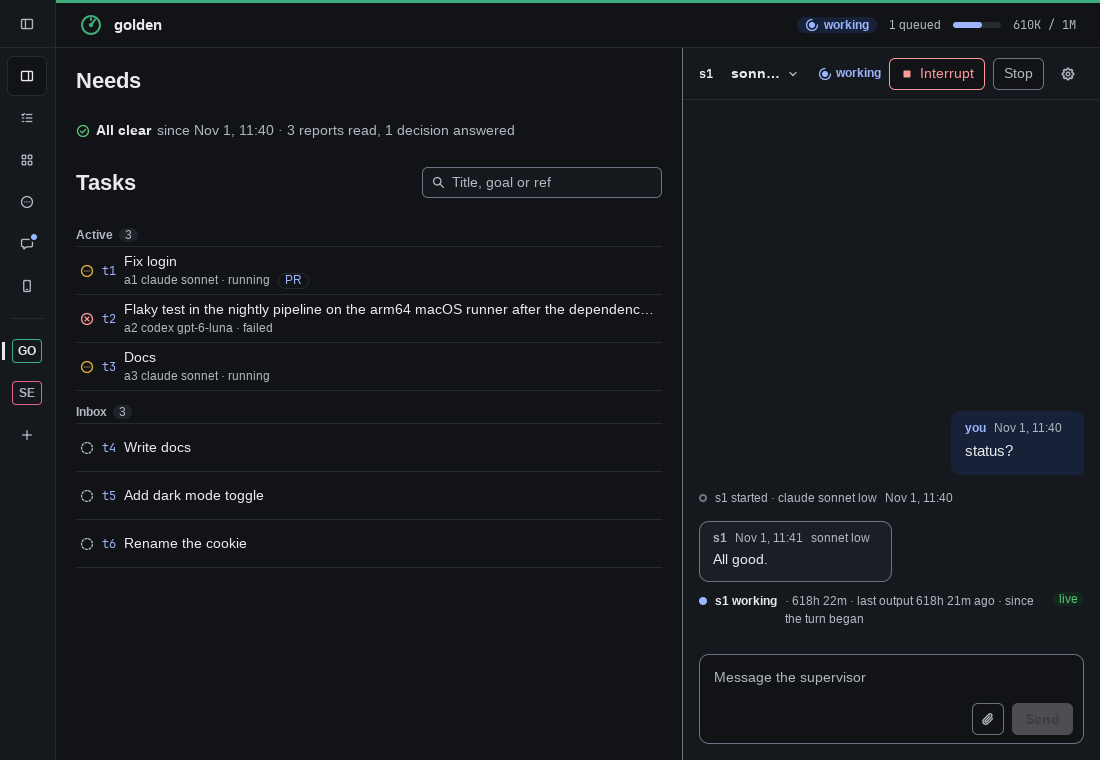 golden
working
1 queued
610K / 1M
Needs
All clear since Nov 1, 11:40 · 3 reports read, 1 decision answered
Tasks
Title, goal or ref
Active 3
t1 Fix login
a1 claude sonnet · running PR
t2 Flaky test in the nightly pipeline on the arm64 macOS runner after the dependenc…
a2 codex gpt-6-luna · failed
t3 Docs
a3 claude sonnet · running
Inbox 3
t4 Write docs
t5 Add dark mode toggle
t6 Rename the cookie
GO
SE
s1 sonn… working Interrupt Stop
you Nov 1, 11:40
status?
s1 started · claude sonnet low Nov 1, 11:40
s1 Nov 1, 11:41 sonnet low
All good.
s1 working · 618h 22m · last output 618h 21m ago · since
the turn began
live
Message the supervisor
Send